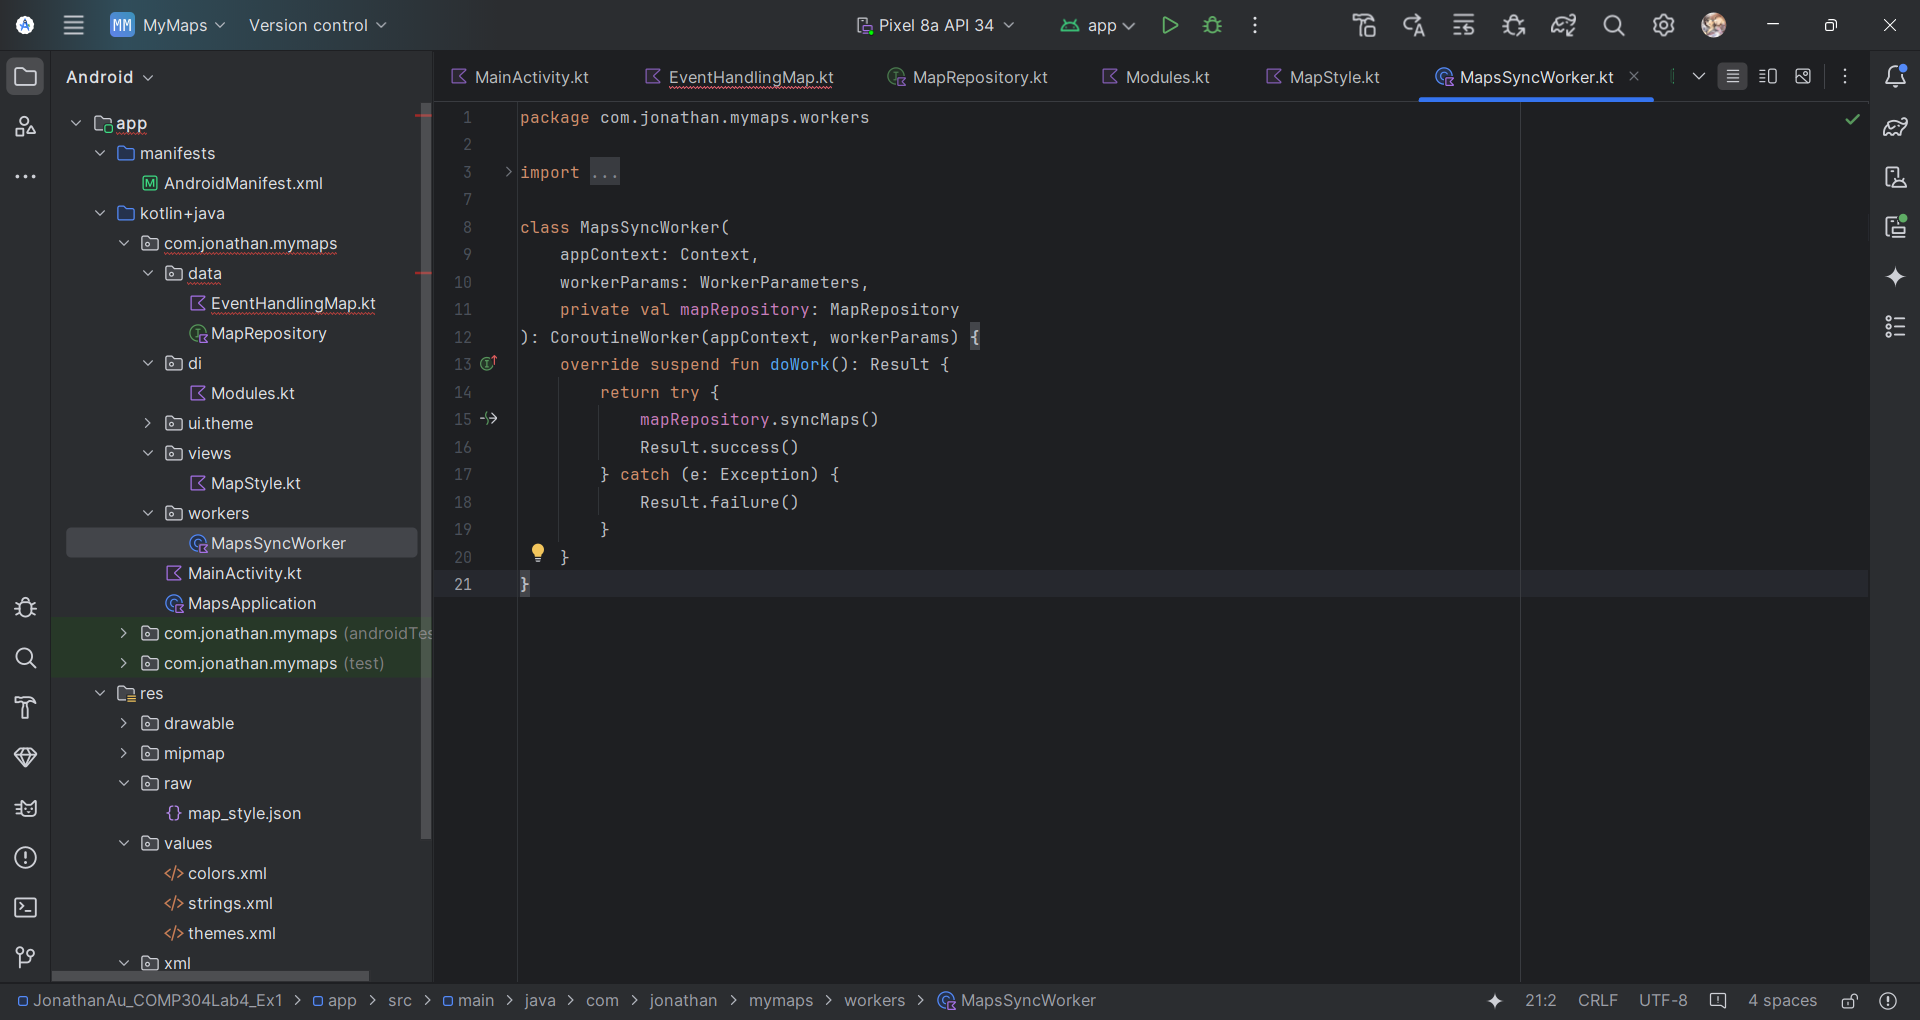 MM MyMaps Version control Pixel 8a API 34 app
Android
MainActivity.kt EventHandlingMap.kt MapRepository.kt Modules.kt MapStyle.kt MapsSyncWorker.kt
app
manifests
AndroidManifest.xml
kotlin+java
com.jonathan.mymaps
data
EventHandlingMap.kt
MapRepository
di
Modules.kt
ui.theme
views
MapStyle.kt
workers
MapsSyncWorker
MainActivity.kt
MapsApplication
com.jonathan.mymaps (androidTes
com.jonathan.mymaps (test)
res
drawable
mipmap
raw
map_style.json
values
colors.xml
strings.xml
themes.xml
xml
1 package com.jonathan.mymaps.workers
2
3 import ...
7
8 class MapsSyncWorker(
9 appContext: Context,
10 workerParams: WorkerParameters,
11 private val mapRepository: MapRepository
12 ): CoroutineWorker(appContext, workerParams) {
13 override suspend fun doWork(): Result {
14 return try {
15 mapRepository.syncMaps()
16 Result.success()
17 } catch (e: Exception) {
18 Result.failure()
19 }
20 }
21 }
JonathanAu_COMP304Lab4_Ex1 > app > src > main > java > com > jonathan > mymaps > workers > MapsSyncWorker 21:2 CRLF UTF-8 4 spaces